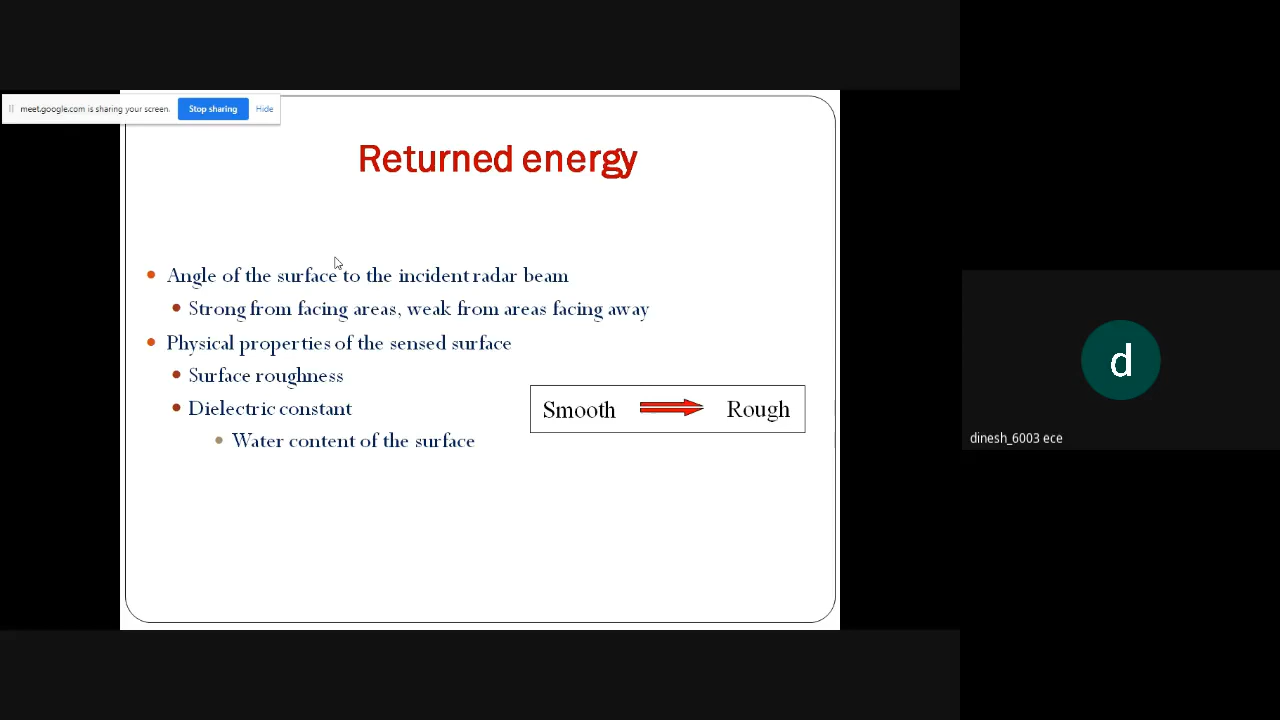 meet.google.com is sharing your screen. Stop sharing Hide
Returned energy
Angle of the surface to the incident radar beam
Strong from facing areas, weak from areas facing away
Physical properties of the sensed surface
Surface roughness
Dielectric constant
Smooth Rough
Water content of the surface
d
dinesh_6003 ece